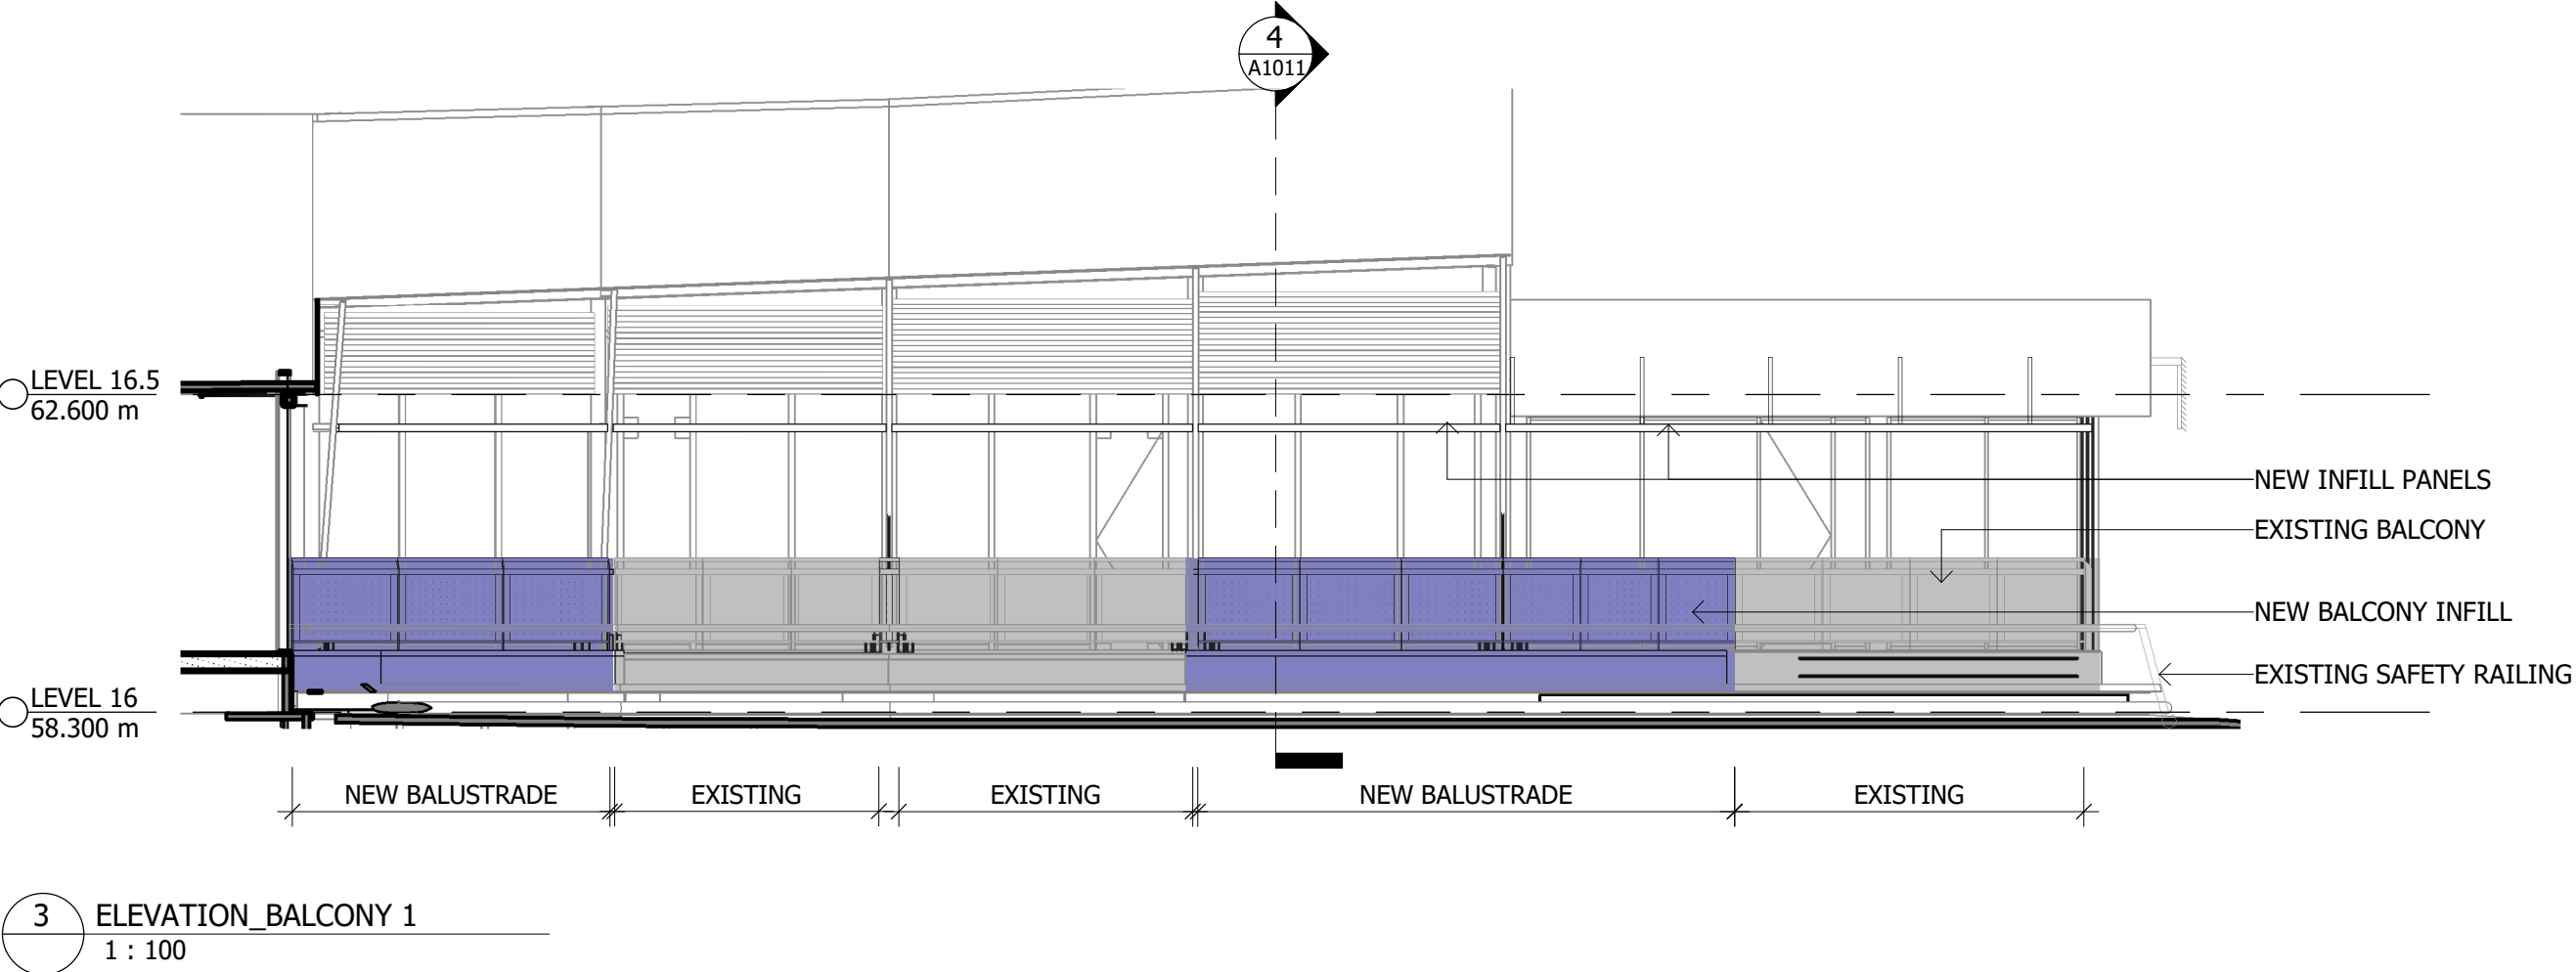 4
A1011
LEVEL 16.5
62.600 m
NEW INFILL PANELS
EXISTING BALCONY
NEW BALCONY INFILL
EXISTING SAFETY RAILING
LEVEL 16
58.300 m
NEW BALUSTRADE
EXISTING
EXISTING
NEW BALUSTRADE
EXISTING
3
ELEVATION_BALCONY 1
1 : 100